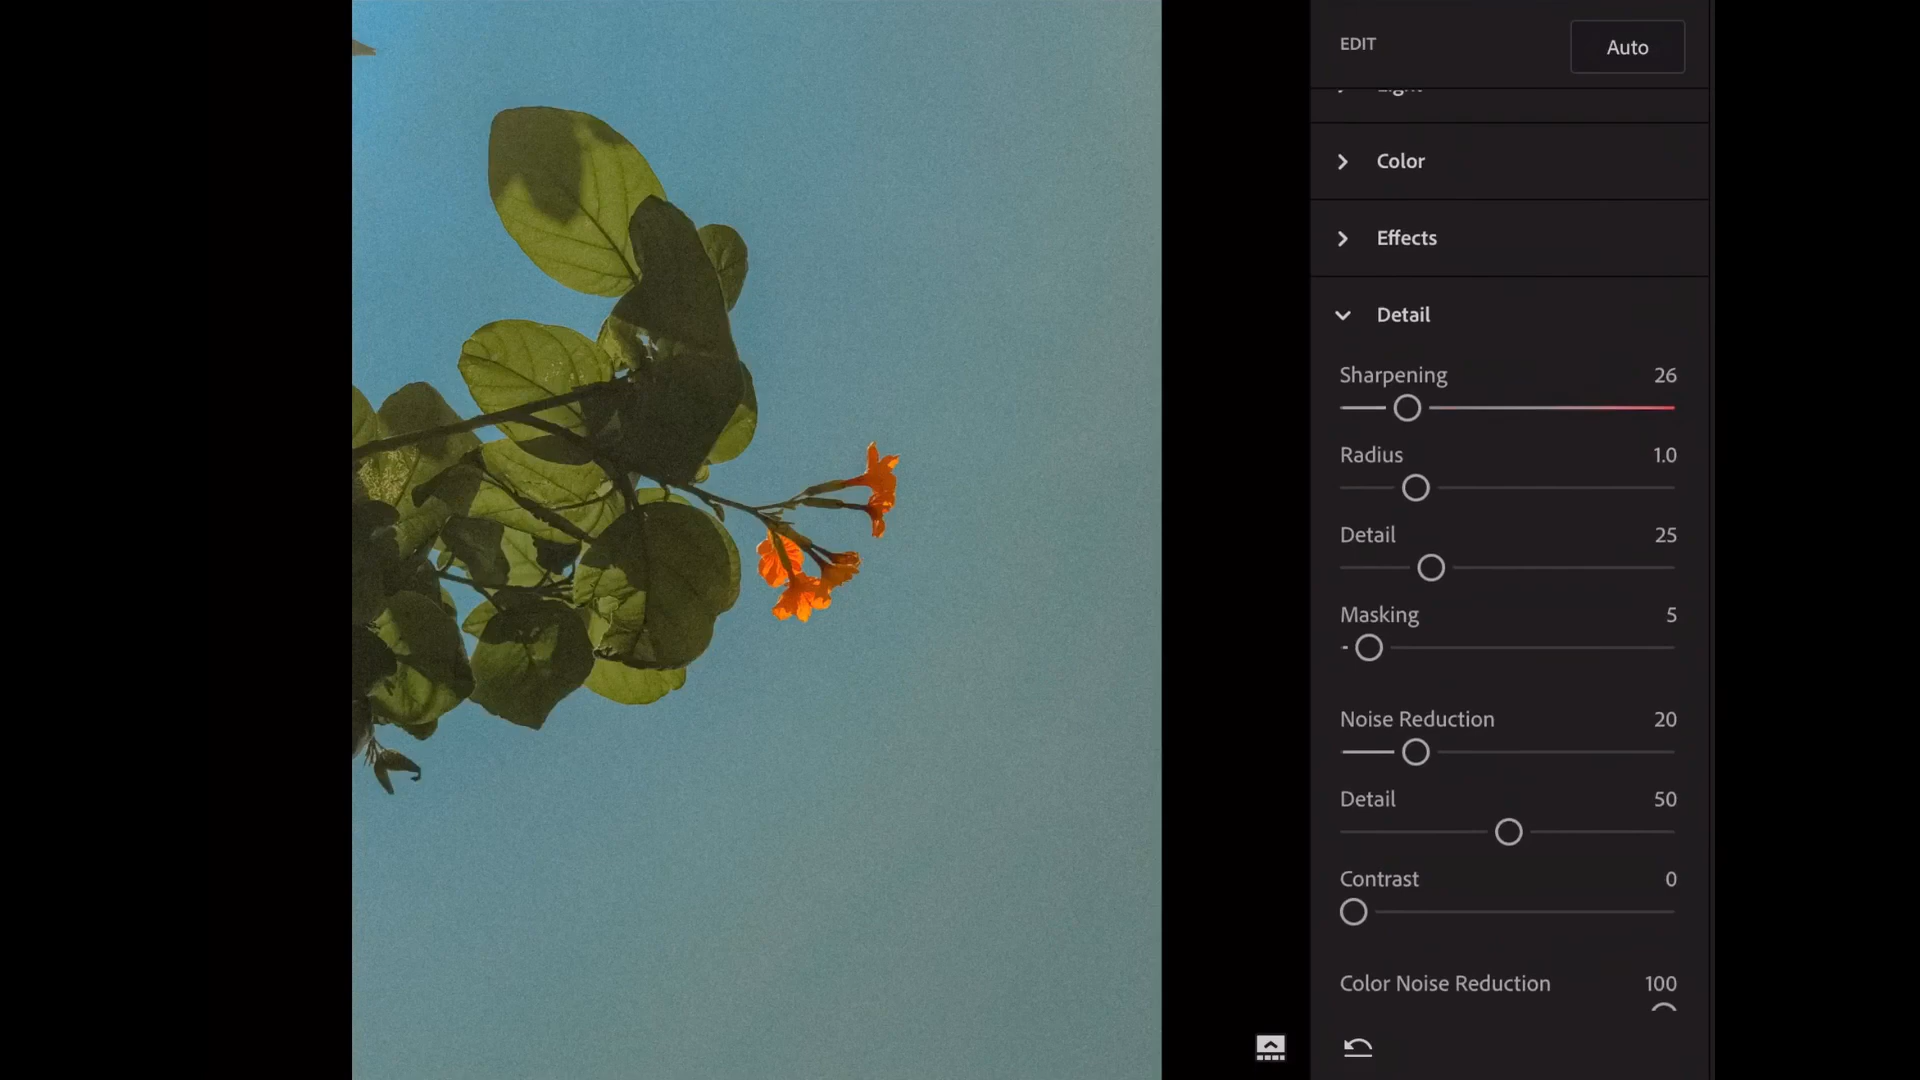 EDIT
Auto
Light
Color
Effects
Detail
Sharpening 26
Radius 1.0
Detail 25
Masking 5
Noise Reduction 20
Detail 50
Contrast 0
Color Noise Reduction 100